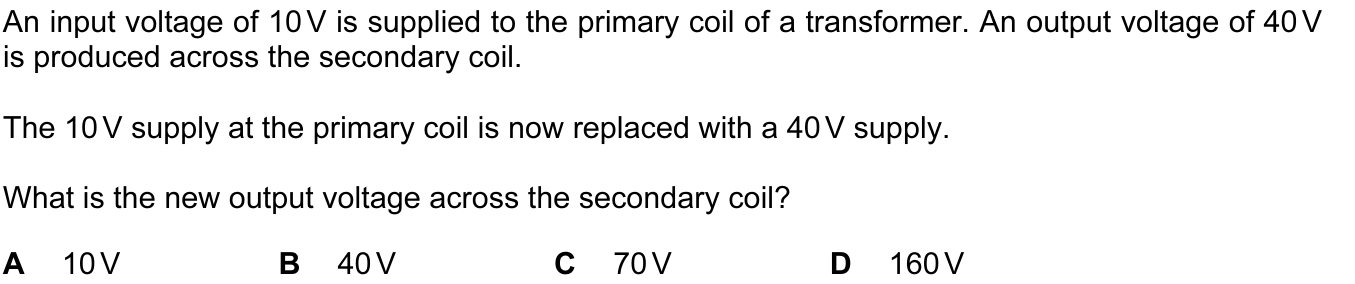 An input voltage of 10 V is supplied to the primary coil of a transformer. An output voltage of 40 V
is produced across the secondary coil.
The 10 V supply at the primary coil is now replaced with a 40 V supply.
What is the new output voltage across the secondary coil?
A 10 V B 40 V C 70 V D 160 V